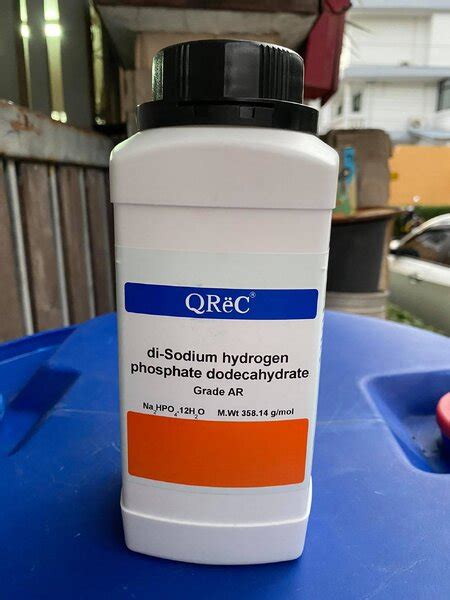 QRëC®
di-Sodium hydrogen
phosphate dodecahydrate
Grade AR
Na2HPO4.12H2O M.Wt 358.14 g/mol